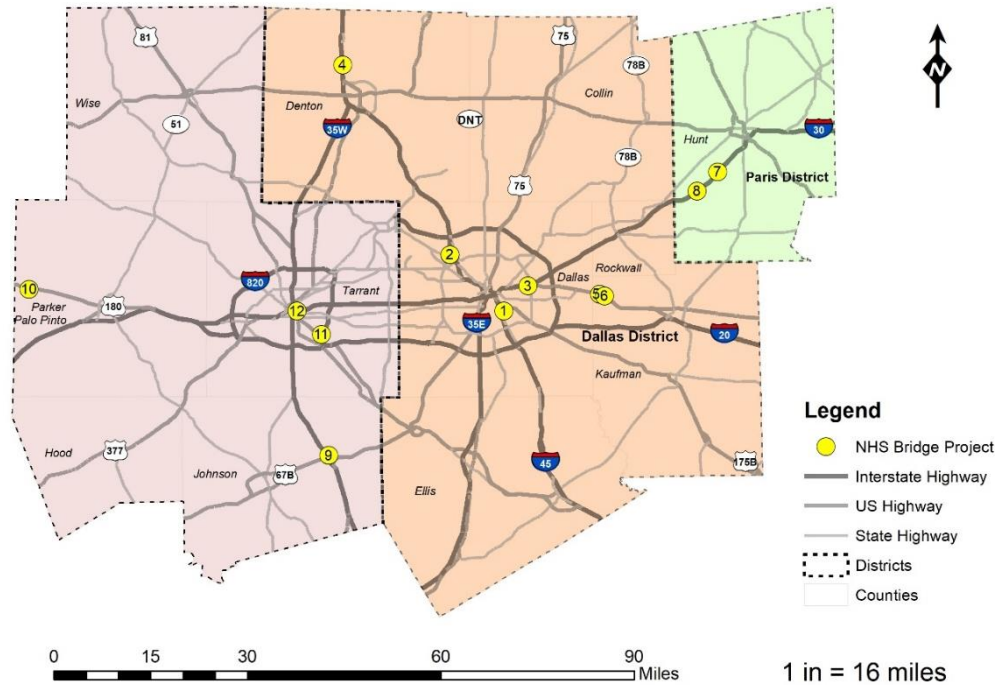 81
75
78B
4
Wise
Denton
Collin
51
35W
DNT
Hunt
30
78B
75
7
Paris District
8
2
820
10
Tarrant
3
Dallas
Rockwall
5
6
Parker
Palo Pinto
180
12
1
11
35E
Dallas District
20
Kaufman
Hood
377
Johnson
67B
9
Ellis
45
175B
N
Legend
NHS Bridge Project
Interstate Highway
US Highway
State Highway
Districts
Counties
0 15 30 60 90
Miles
1 in = 16 miles